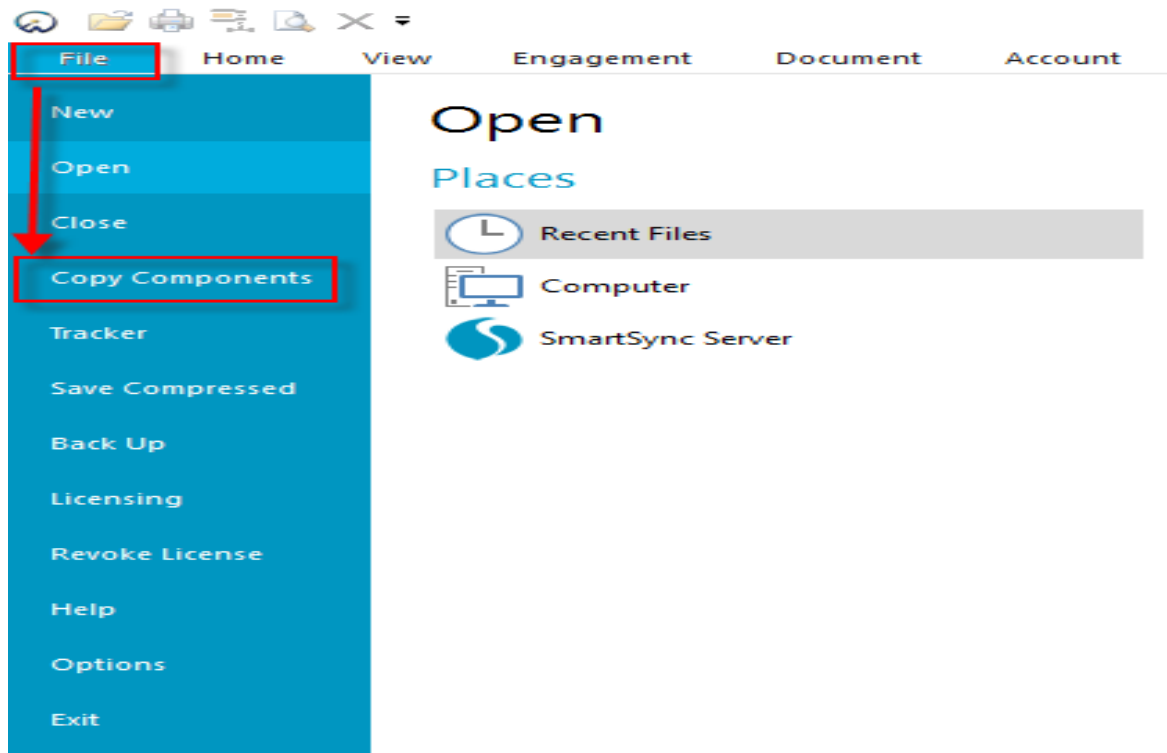 File Home View Engagement Document Account
New
Open
Close
Copy Components
Tracker
Save Compressed
Back Up
Licensing
Revoke License
Help
Options
Exit
Open
Places
Recent Files
Computer
SmartSync Server